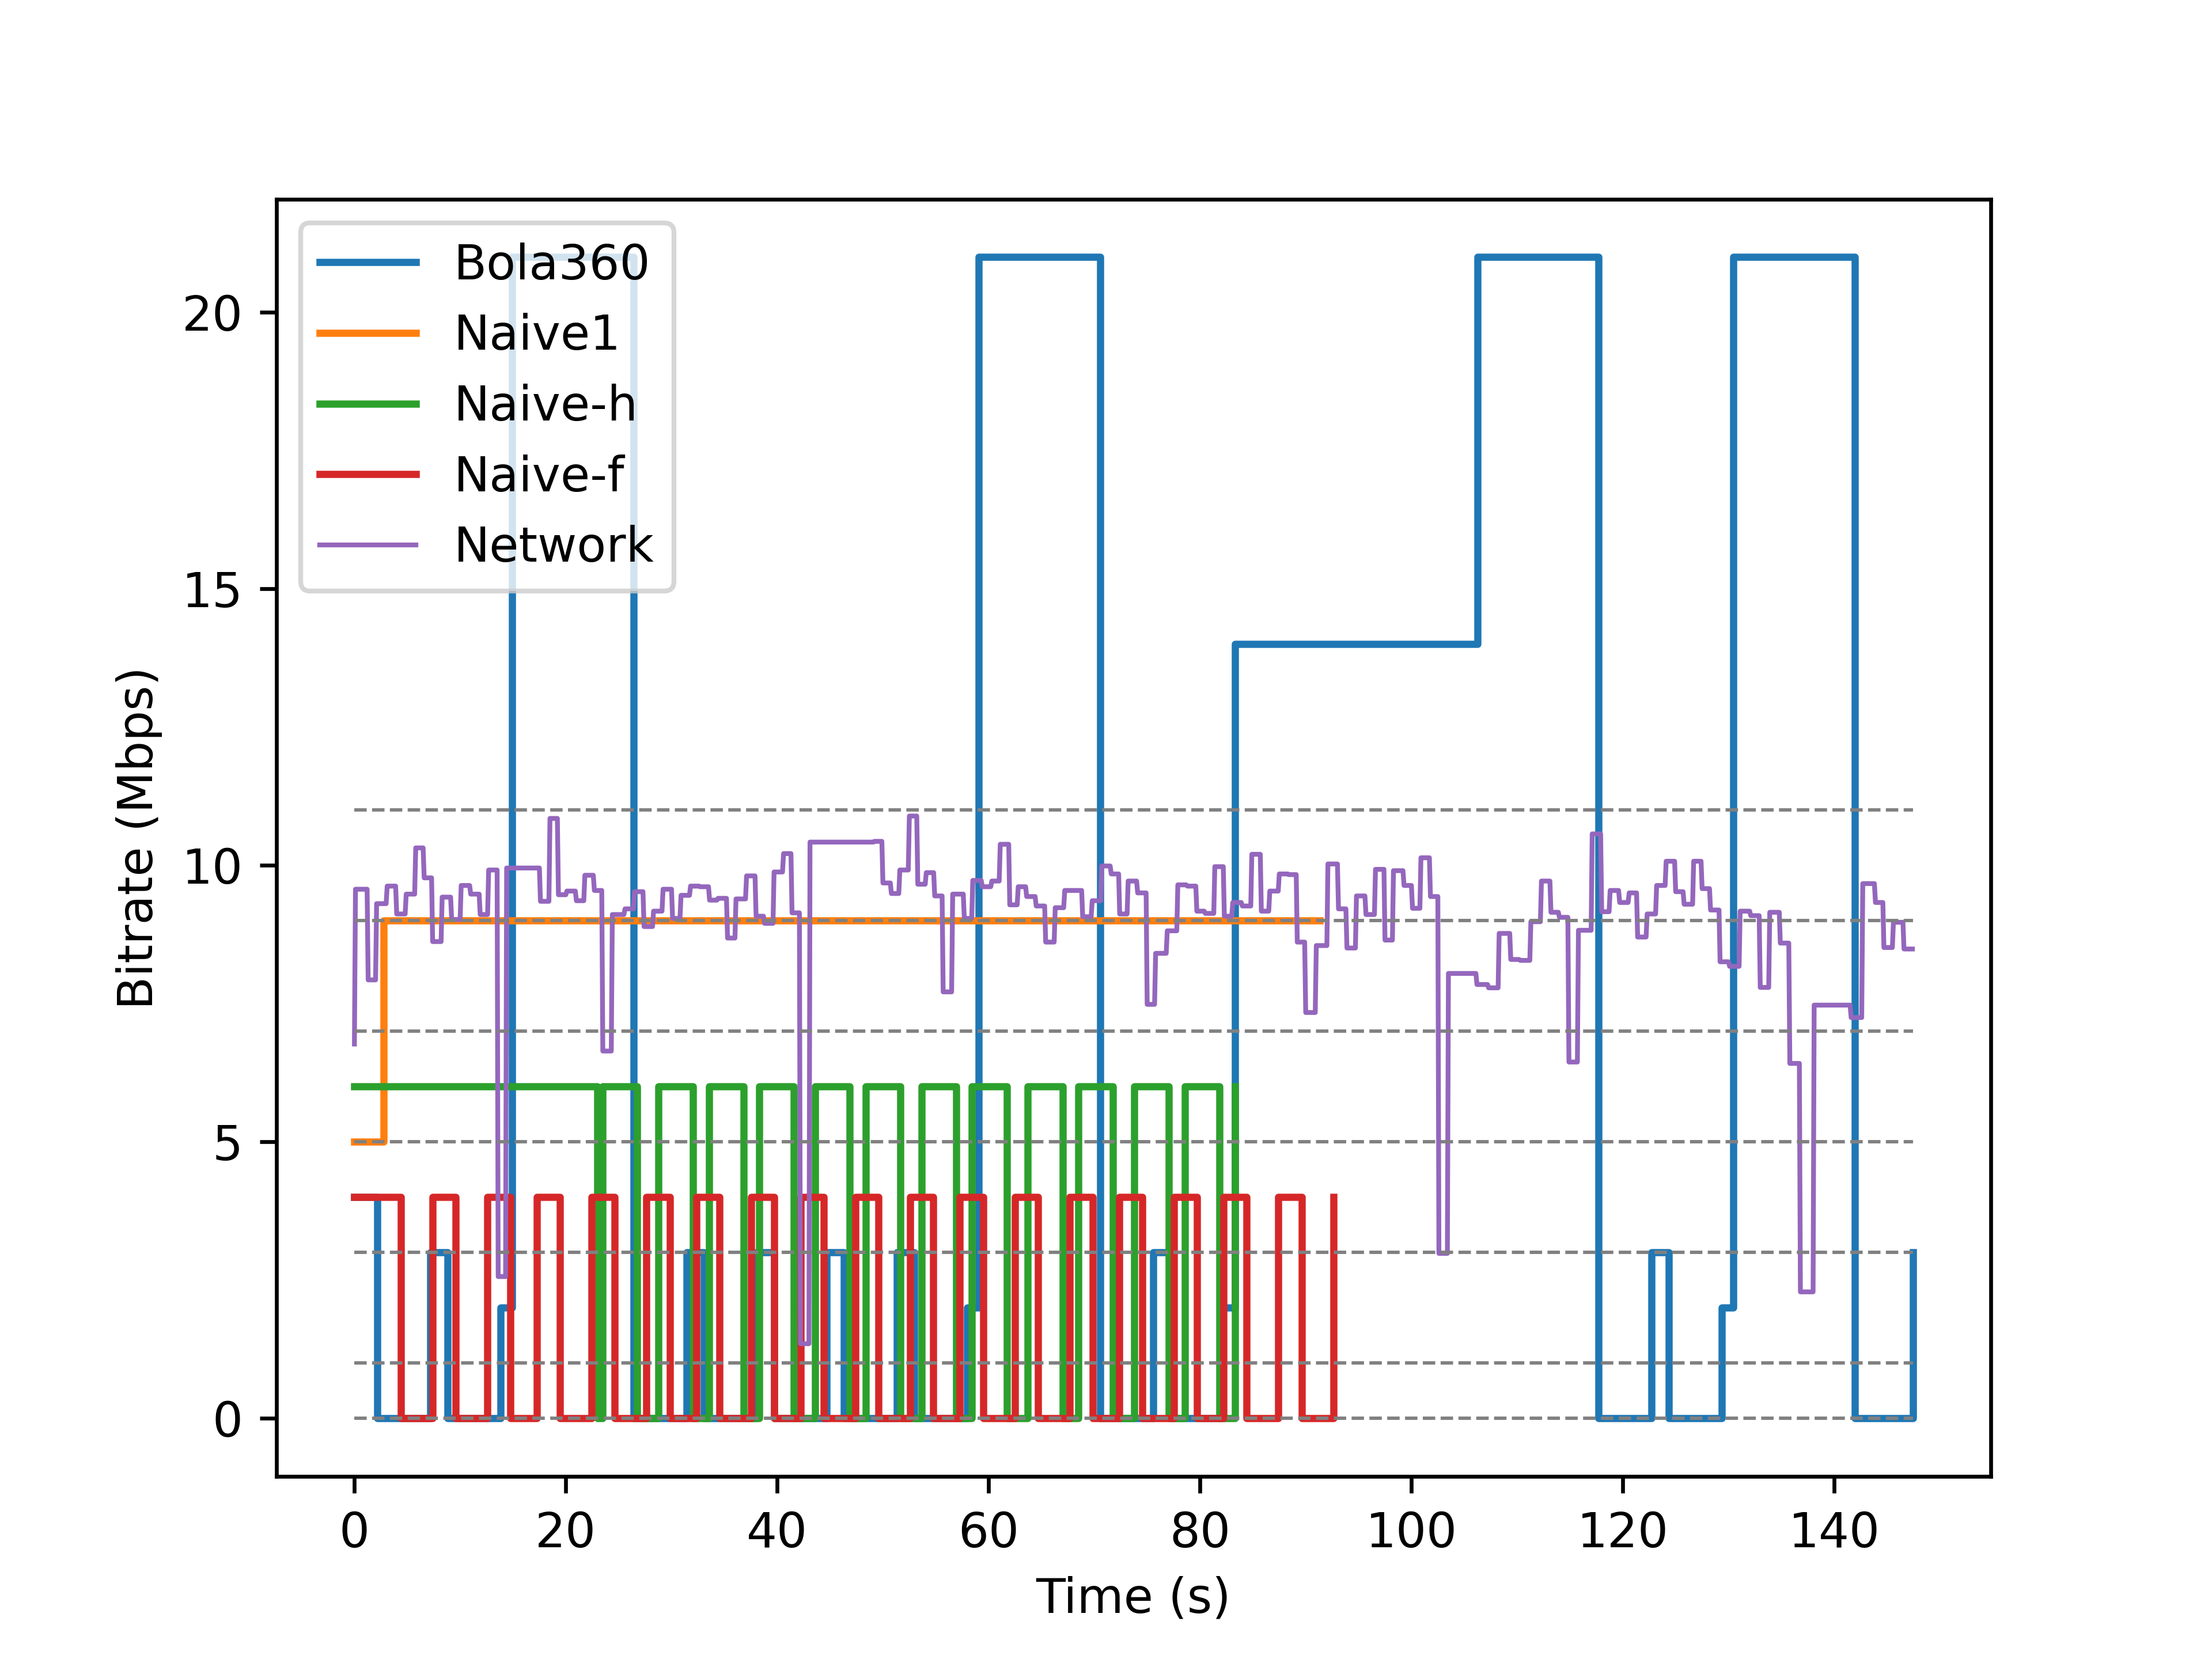 Bola360
Naive1
Naive-h
Naive-f
Network
20
15
10
5
0
Bitrate (Mbps)
0 20 40 60 80 100 120 140
Time (s)